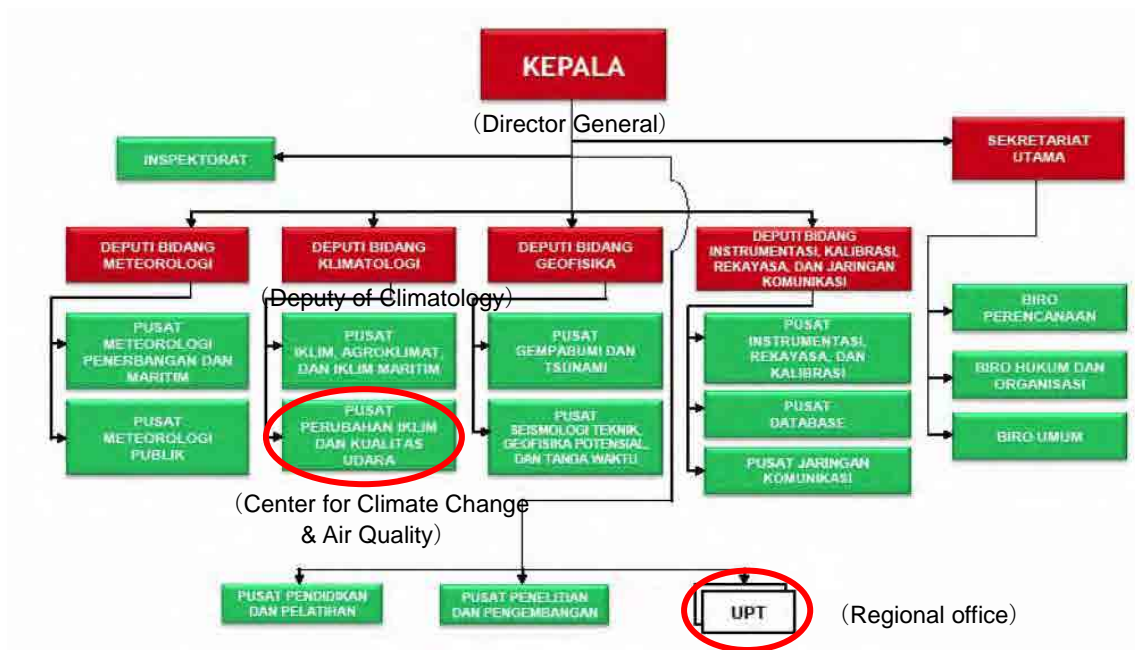 KEPALA
（Director General）
INSPEKTORAT
SEKRETARIAT
UTAMA
DEPUTI BIDANG
METEOROLOGI
DEPUTI BIDANG
KLIMATOLOGI
（Deputy of Climatology）
DEPUTI BIDANG
GEOFISIKA
DEPUTI BIDANG
INSTRUMENTASI, KALIBRASI,
REKAYASA, DAN JARINGAN
KOMUNIKASI
PUSAT
METEOROLOGI
PENERBANGAN DAN
MARITIM
PUSAT
METEOROLOGI
PUBLIK
PUSAT
IKLIM, AGROKLIMAT,
DAN IKLIM MARITIM
PUSAT
PERUBAHAN IKLIM
DAN KUALITAS
UDARA
（Center for Climate Change
& Air Quality）
PUSAT
GEMPABUMI DAN
TSUNAMI
PUSAT
SEISMOLOGI TEKNIK,
GEOFISIKA POTENSIAL,
DAN TANDA WAKTU
PUSAT
INSTRUMENTASI,
REKAYASA, DAN
KALIBRASI
PUSAT
DATABASE
PUSAT JARINGAN
KOMUNIKASI
BIRO
PERENCANAAN
BIRO HUKUM DAN
ORGANISASI
BIRO UMUM
PUSAT PENDIDIKAN
DAN PELATIHAN
PUSAT PENELITIAN
DAN PENGEMBANGAN
UPT
（Regional office）